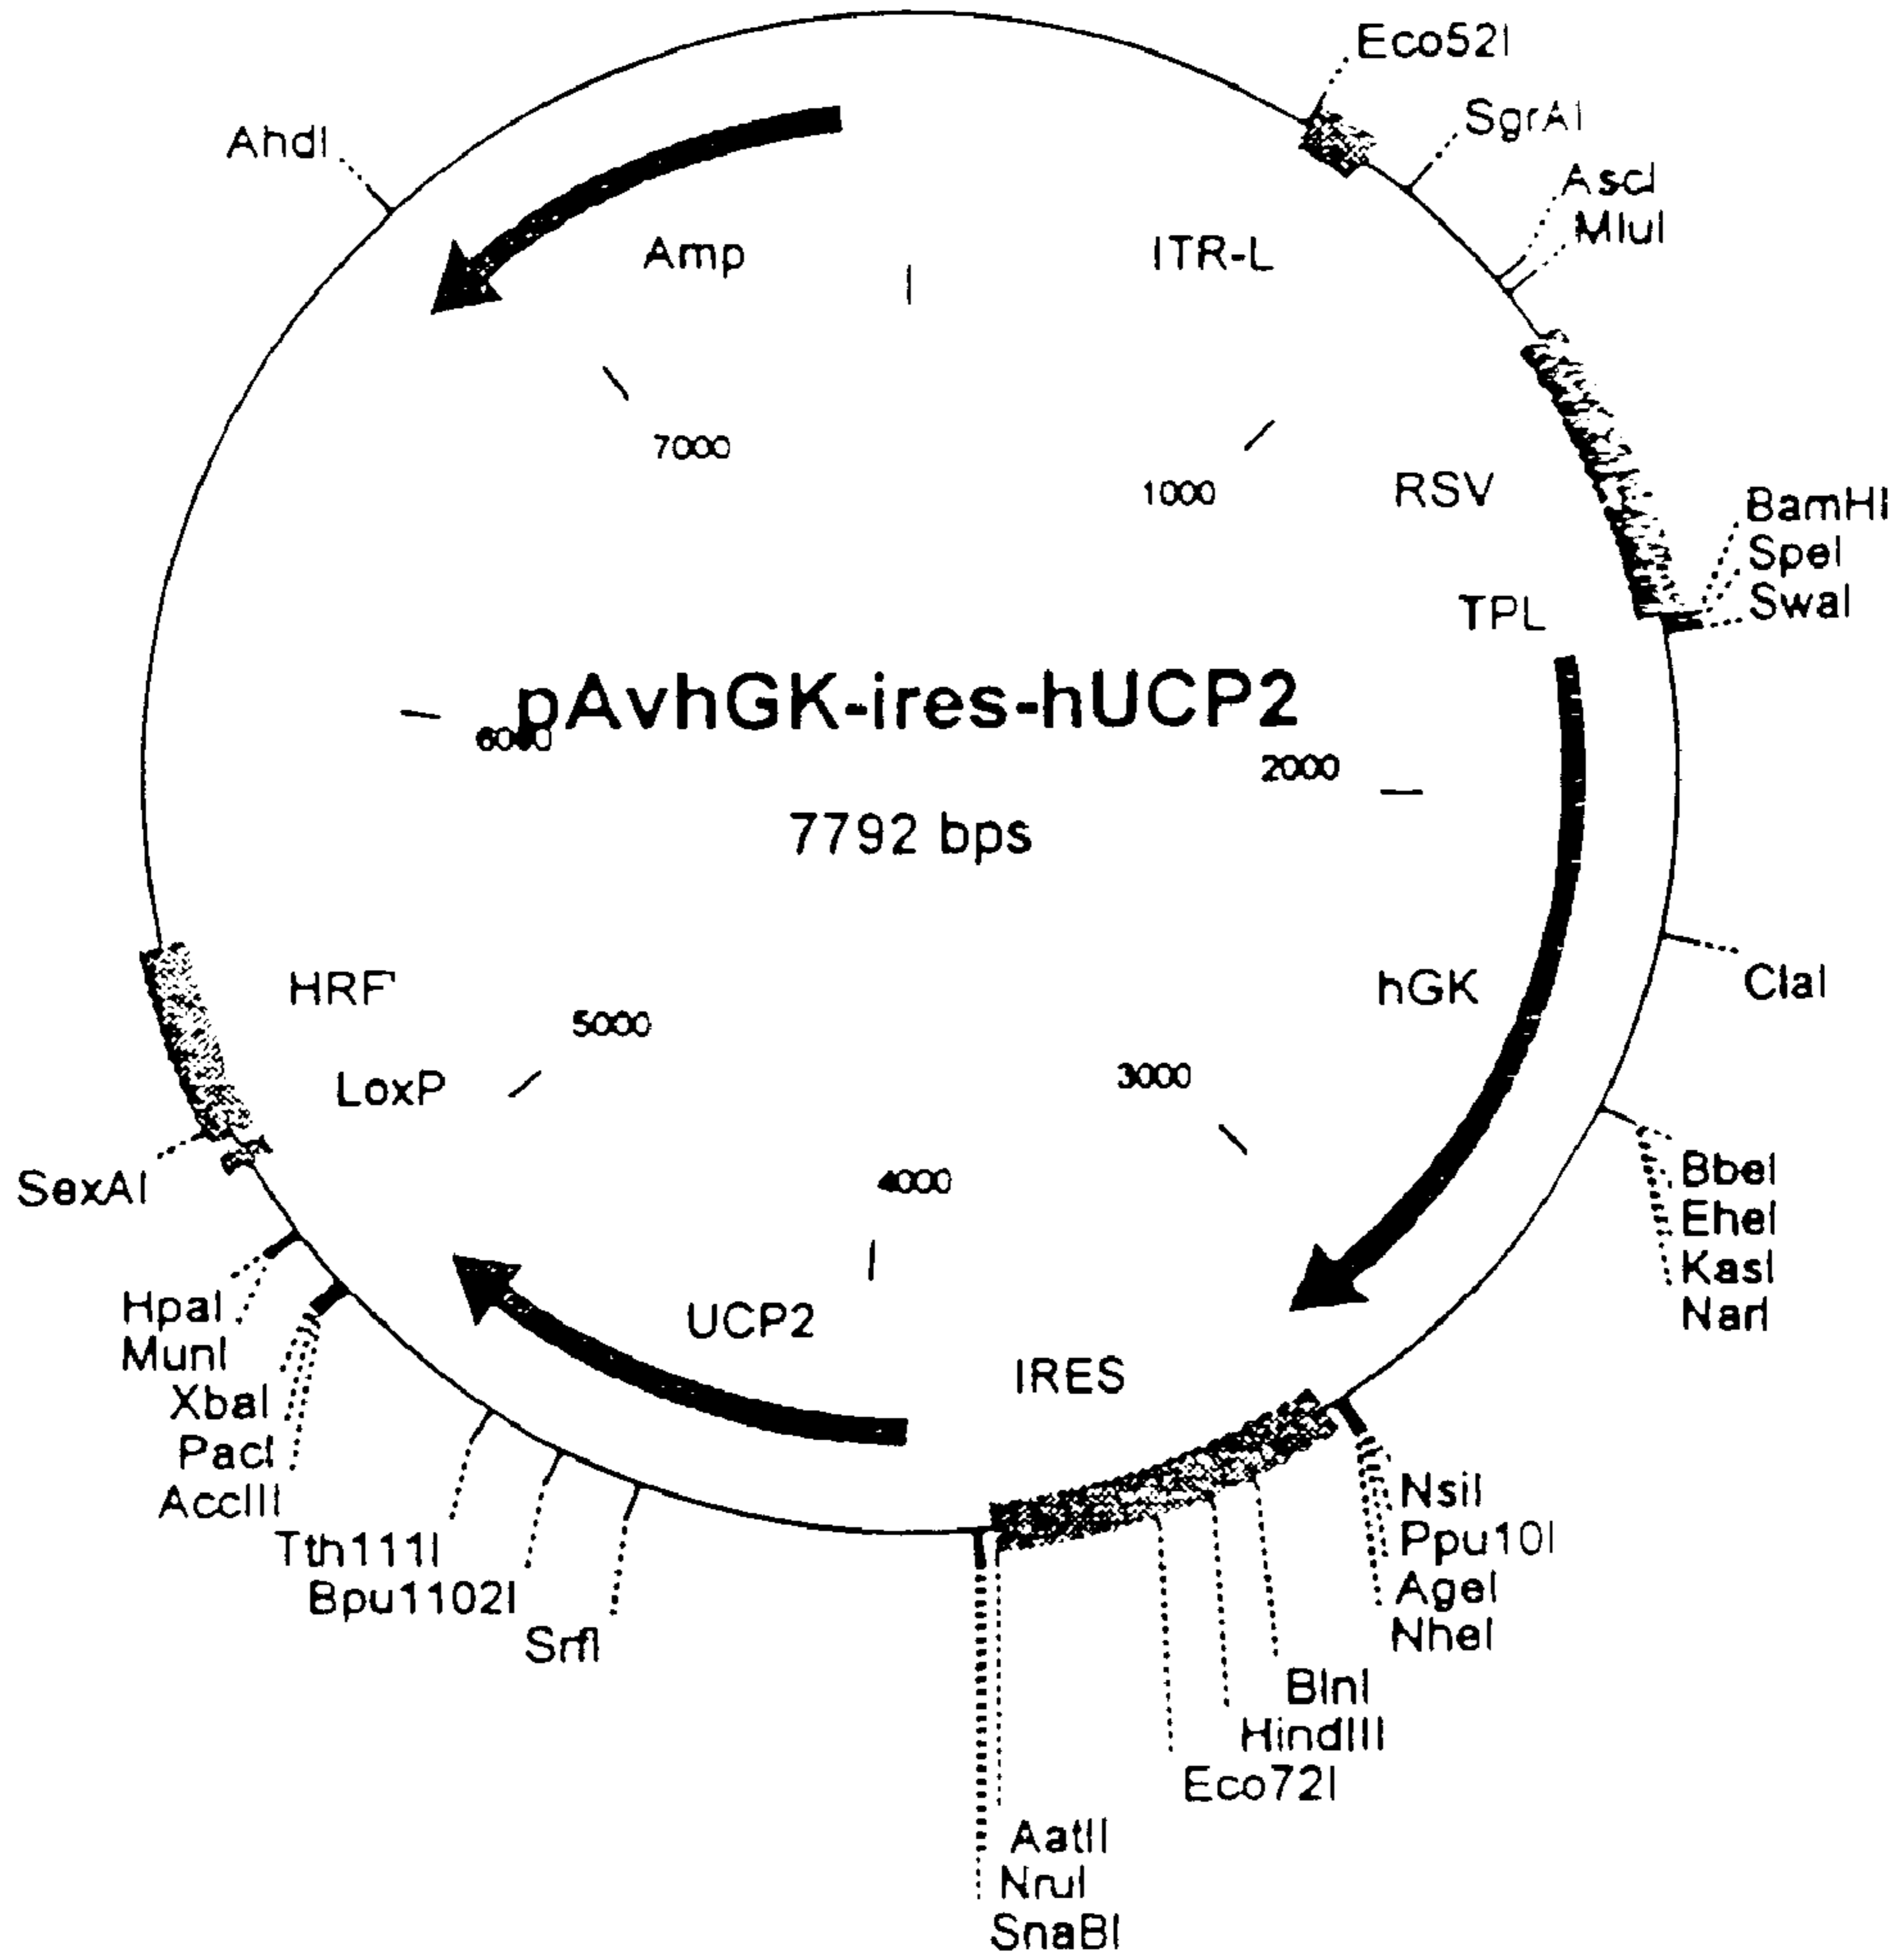 Eco52I
SgrAI
AscI
MluI
AhdI
Amp
ITR-L
7000
1000
RSV
BamHI
SpeI
SwaI
TPL
pAvhGK-ires-hUCP2
6000
2000
7792 bps
ClaI
hGK
HRF
5000
3000
LoxP
BbeI
EheI
KasI
NarI
SexAI
4000
HpaI
MunI
XbaI
PacI
AccIII
UCP2
IRES
NsiI
Ppu10I
AgeI
NheI
Tth111I
Bpu1102I
SrfI
BlnI
HindIII
Eco72I
AatII
NruI
SnaBI